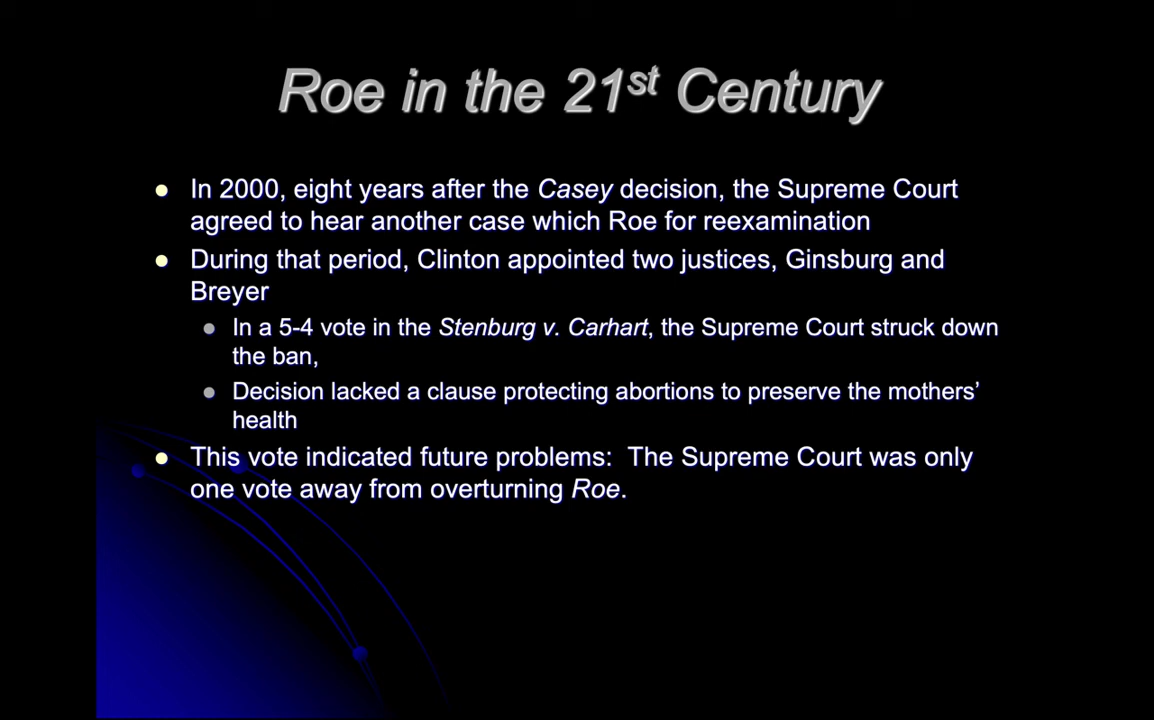 Roe in the 21st Century
In 2000, eight years after the Casey decision, the Supreme Court
agreed to hear another case which Roe for reexamination
During that period, Clinton appointed two justices, Ginsburg and
Breyer
In a 5-4 vote in the Stenburg v. Carhart, the Supreme Court struck down
the ban,
Decision lacked a clause protecting abortions to preserve the mothers’
health
This vote indicated future problems:  The Supreme Court was only
one vote away from overturning Roe.